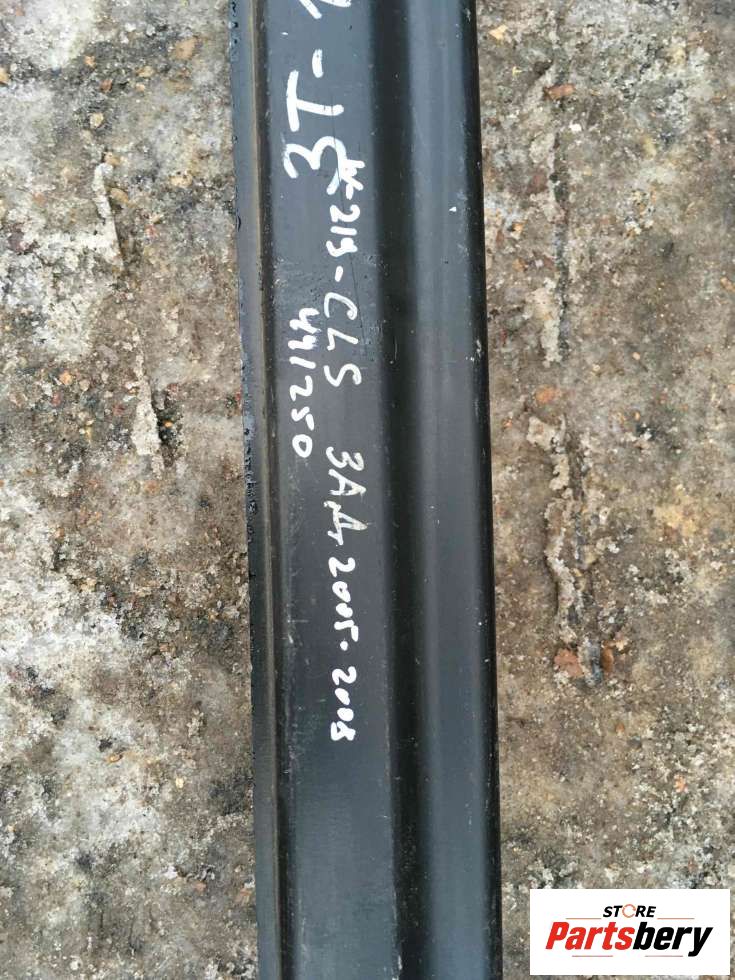 3T-
W219-CLS ЗАД 2005-2008
441250
STORE
Partsbery